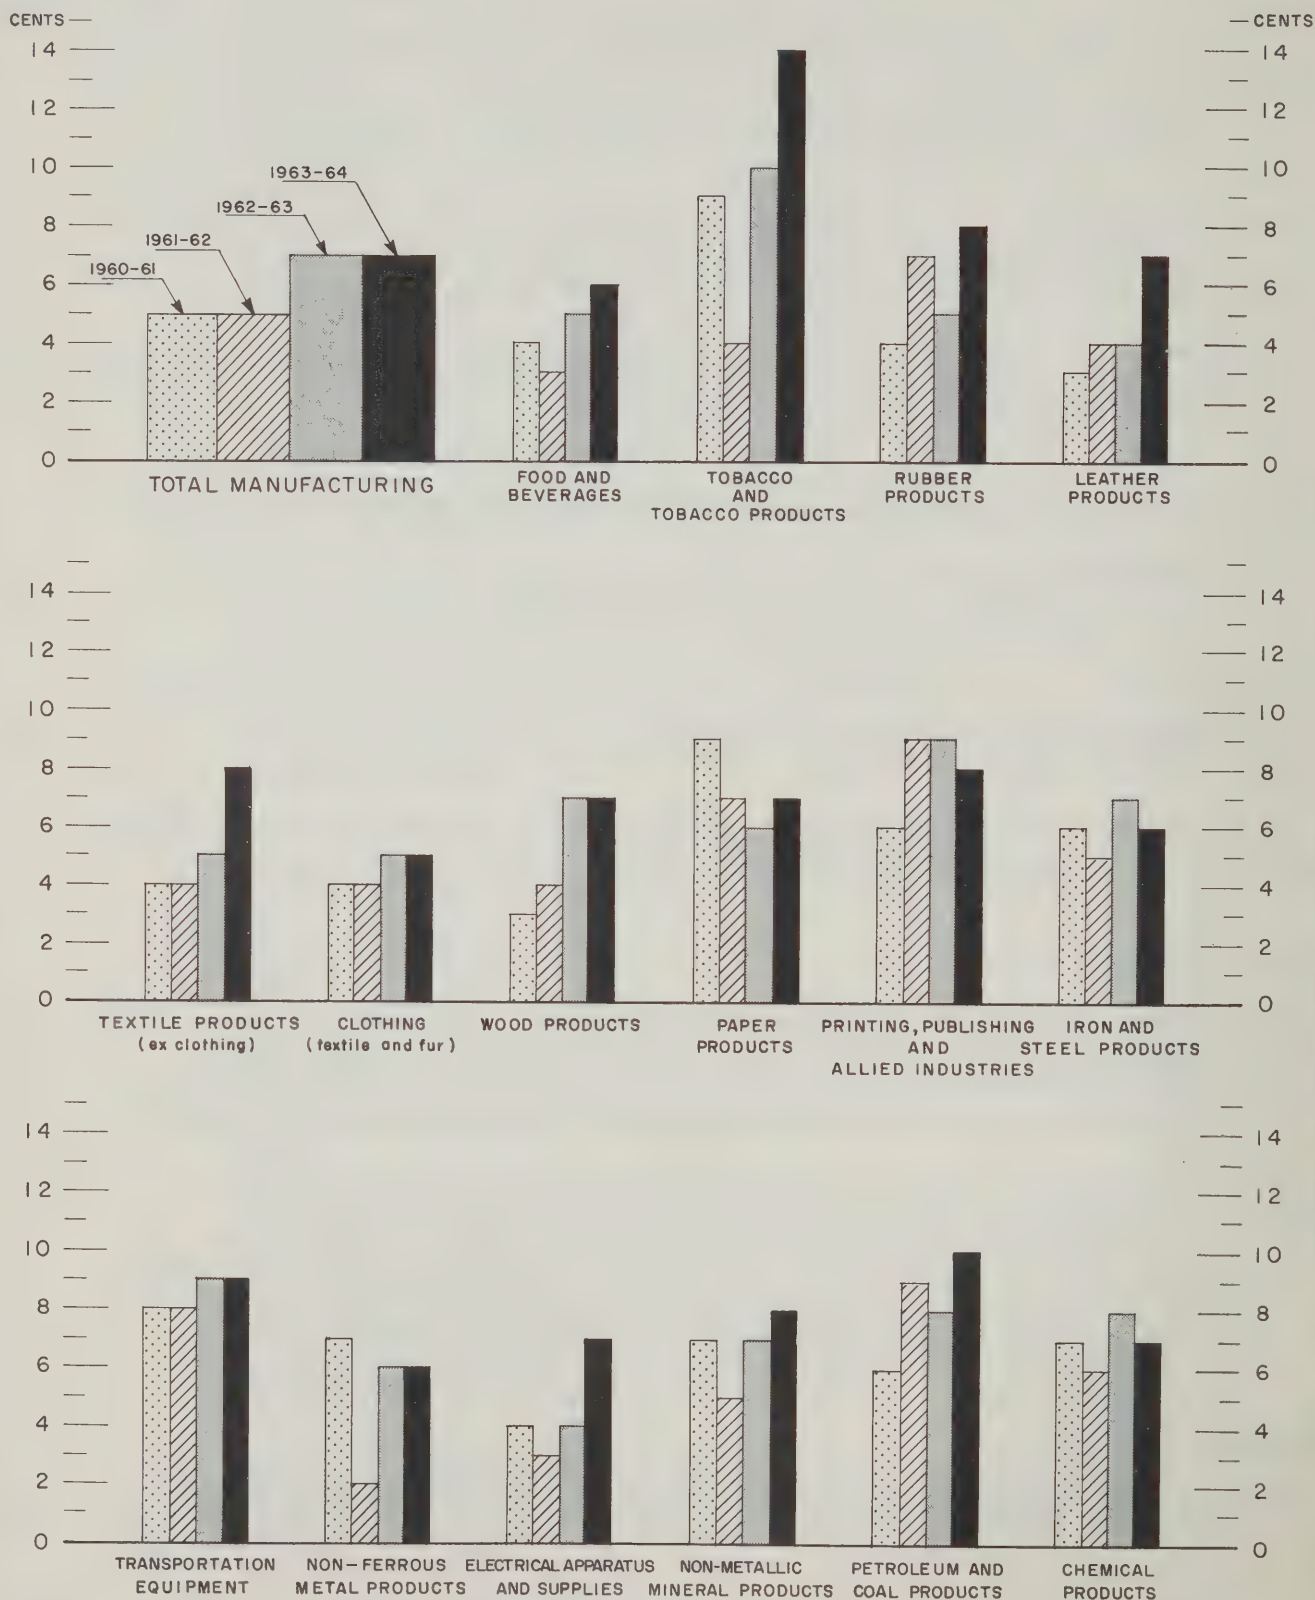 CENTS
CENTS
14
12
10
8
6
4
2
0
14
12
10
8
6
4
2
0
1963-64
1962-63
1961-62
1960-61
TOTAL MANUFACTURING
FOOD AND
BEVERAGES
TOBACCO
AND
TOBACCO PRODUCTS
RUBBER
PRODUCTS
LEATHER
PRODUCTS
14
12
10
8
6
4
2
0
14
12
10
8
6
4
2
0
TEXTILE PRODUCTS
(ex clothing)
CLOTHING
(textile and fur)
WOOD PRODUCTS
PAPER
PRODUCTS
PRINTING, PUBLISHING
AND
ALLIED INDUSTRIES
IRON AND
STEEL PRODUCTS
14
12
10
8
6
4
2
0
14
12
10
8
6
4
2
0
TRANSPORTATION
EQUIPMENT
NON-FERROUS
METAL PRODUCTS
ELECTRICAL APPARATUS
AND SUPPLIES
NON-METALLIC
MINERAL PRODUCTS
PETROLEUM AND
COAL PRODUCTS
CHEMICAL
PRODUCTS